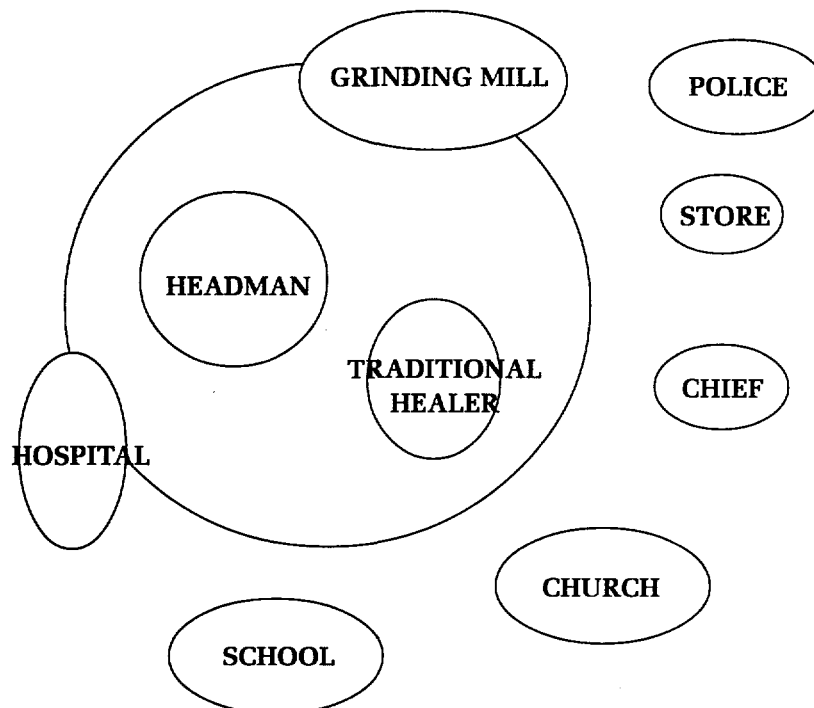 GRINDING MILL
POLICE
STORE
HEADMAN
TRADITIONAL
HEALER
CHIEF
HOSPITAL
CHURCH
SCHOOL